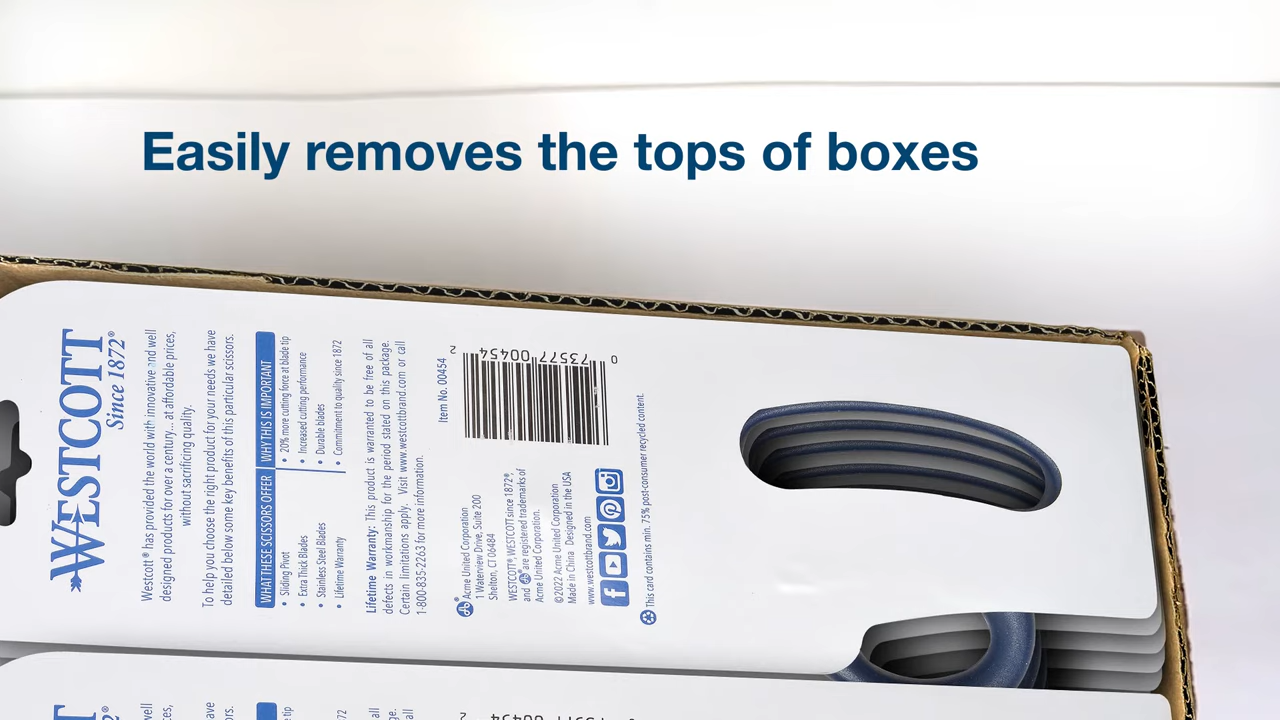 Easily removes the tops of boxes
WESTCOTT®
Since 1872®
Westcott® has provided the world with innovative and well
designed products for over a century... at affordable prices,
without sacrificing quality.
To help you choose the right product for your needs we have
detailed below some key benefits of this particular scissors.
WHAT THESE SCISSORS OFFER
• Sliding Pivot
• Extra Thick Blades
• Stainless Steel Blades
• Lifetime Warranty
WHY THIS IS IMPORTANT
• 20% more cutting force at blade tip
• Increased cutting performance
• Durable blades
• Commitment to quality since 1872
Lifetime Warranty: This product is warranted to be free of all
defects in workmanship for the period stated on this package.
Certain limitations apply. Visit www.westcottbrand.com or call
1-800-835-2263 for more information.
Item No. 00454
0 73577 00454 2
Acme United Corporation
1 Waterview Drive, Suite 200
Shelton, CT 06484
WESTCOTT®, WESTCOTT since 1872®,
and ® are registered trademarks of
Acme United Corporation.
©2022 Acme United Corporation
Made in China Designed in the USA
www.westcottbrand.com
This card contains min. 75% post-consumer recycled content.